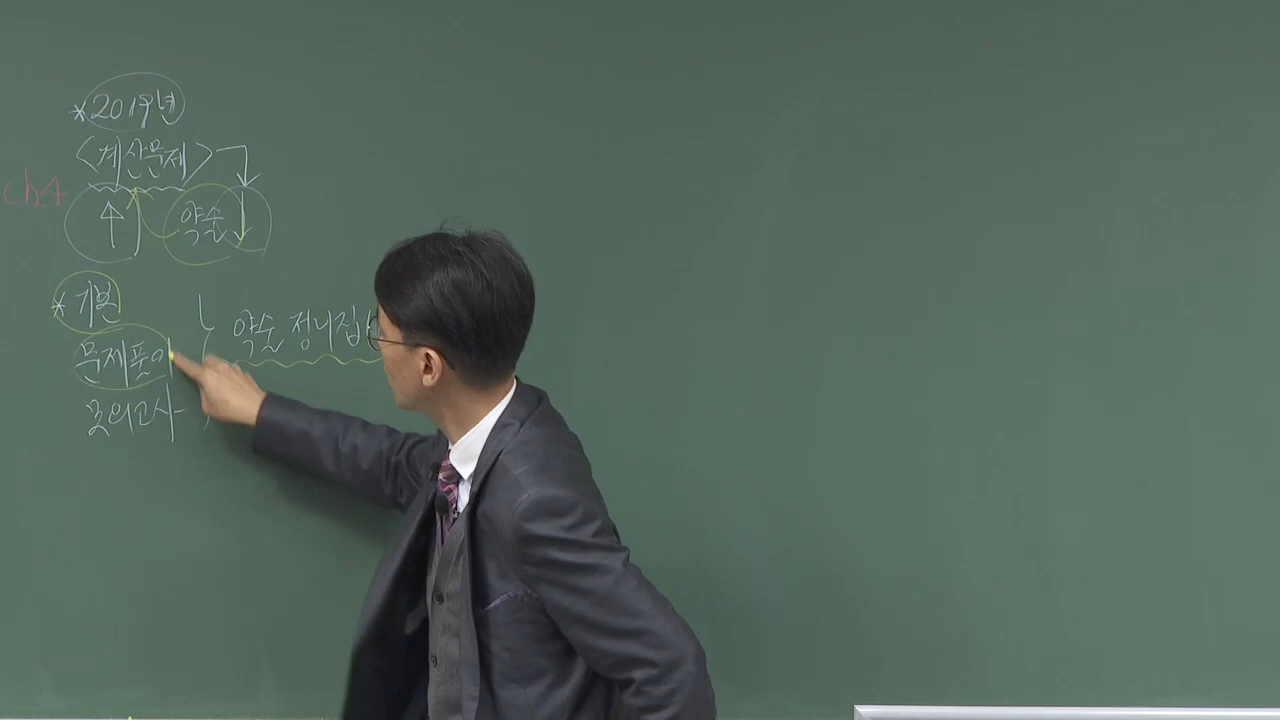 *2019년
<계산문제>
ch4
약술
*기본
문제풀이
모의고사
약술 정리집